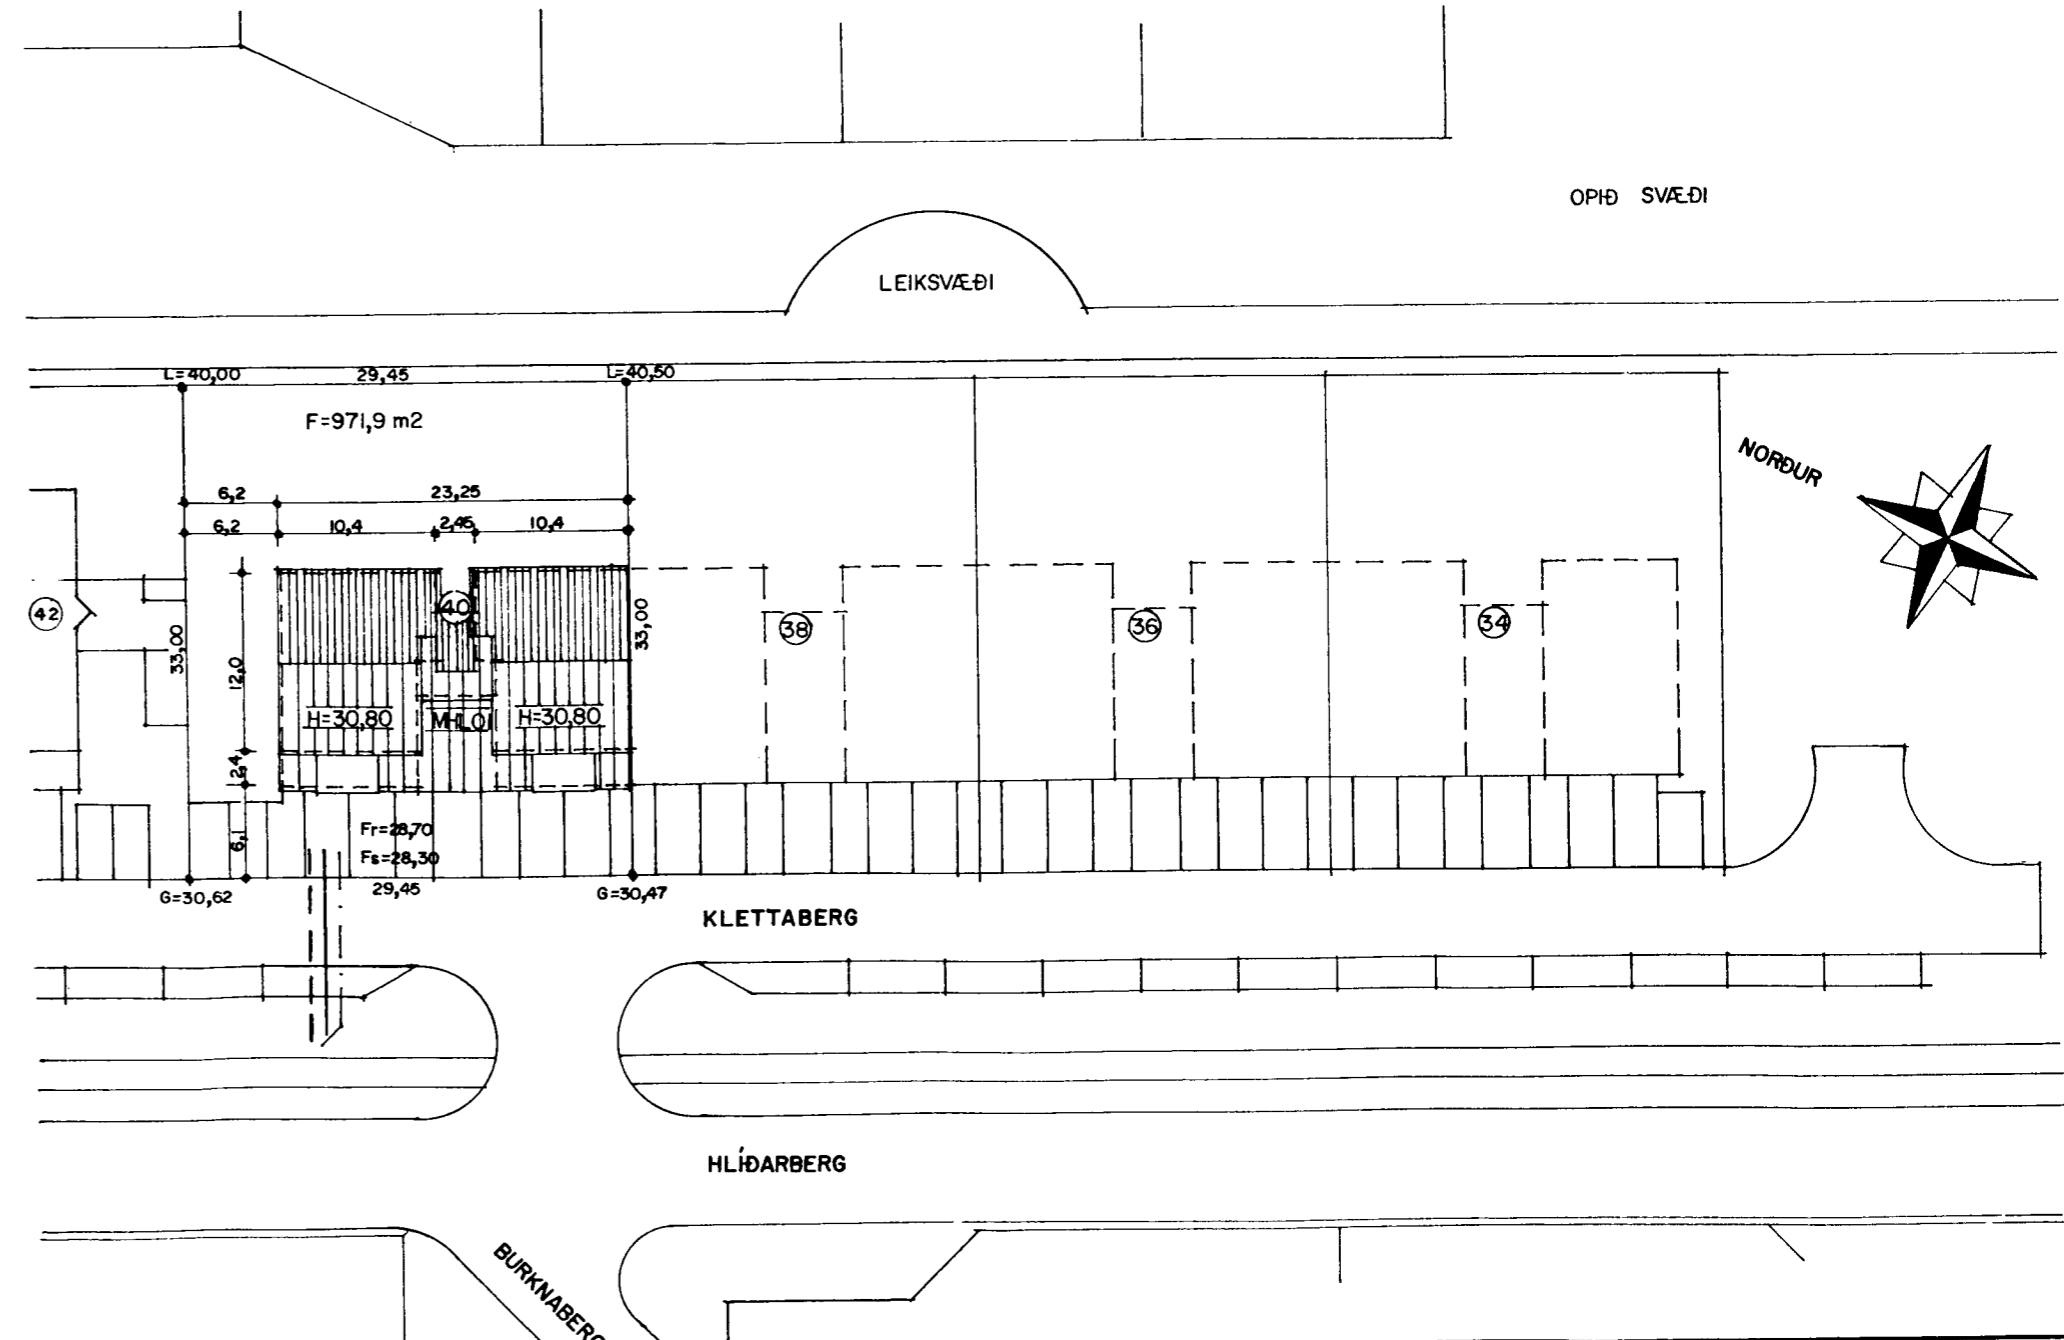 OPIÐ SVÆÐI
LEIKSVÆÐI
L=40,00 29,45 L=40,50
F=971,9 m2
NORÐUR
6,2 23,25
6,2 10,4 2,45 10,4
40
42
38
36
34
33,00
33,00
12,0
H=30,80 MHL01 H=30,80
2,4
6,1
Fr=28,70
Fs=28,30
29,45
G=30,62
G=30,47
KLETTABERG
HLÍÐARBERG
BURKNABERG